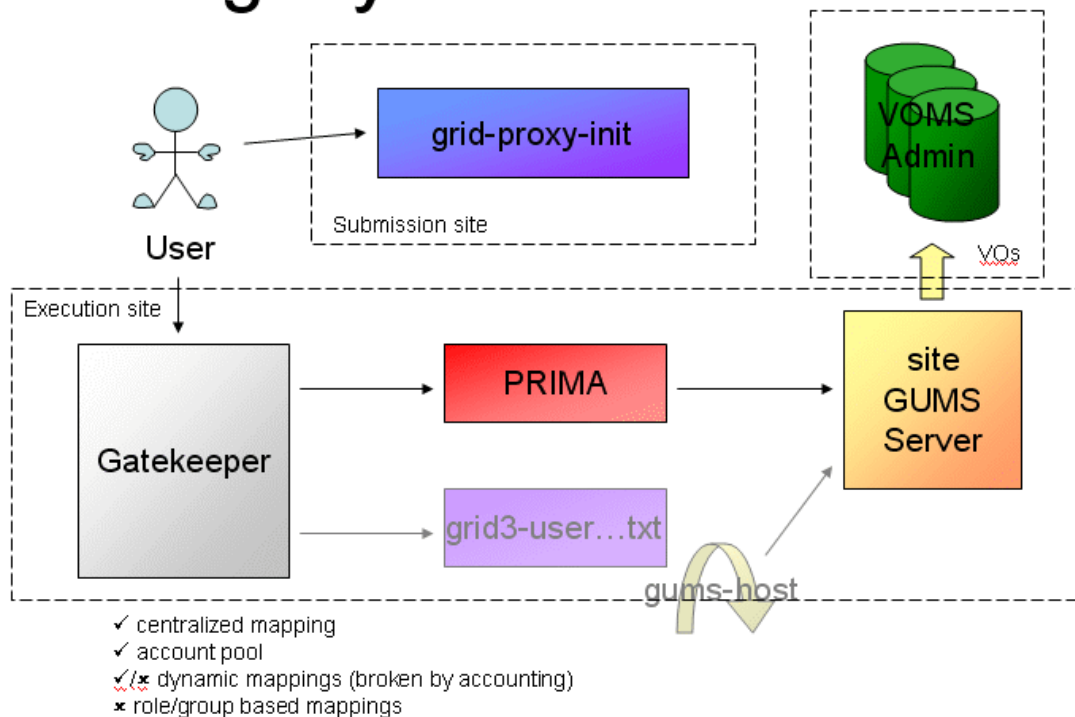 grid-proxy-init
VOMS
Admin
Submission site
User
VOs
Execution site
site
GUMS
Server
PRIMA
Gatekeeper
grid3-user…txt
gums-host
✓ centralized mapping
✓ account pool
✓/✗ dynamic mappings (broken by accounting)
✗ role/group based mappings